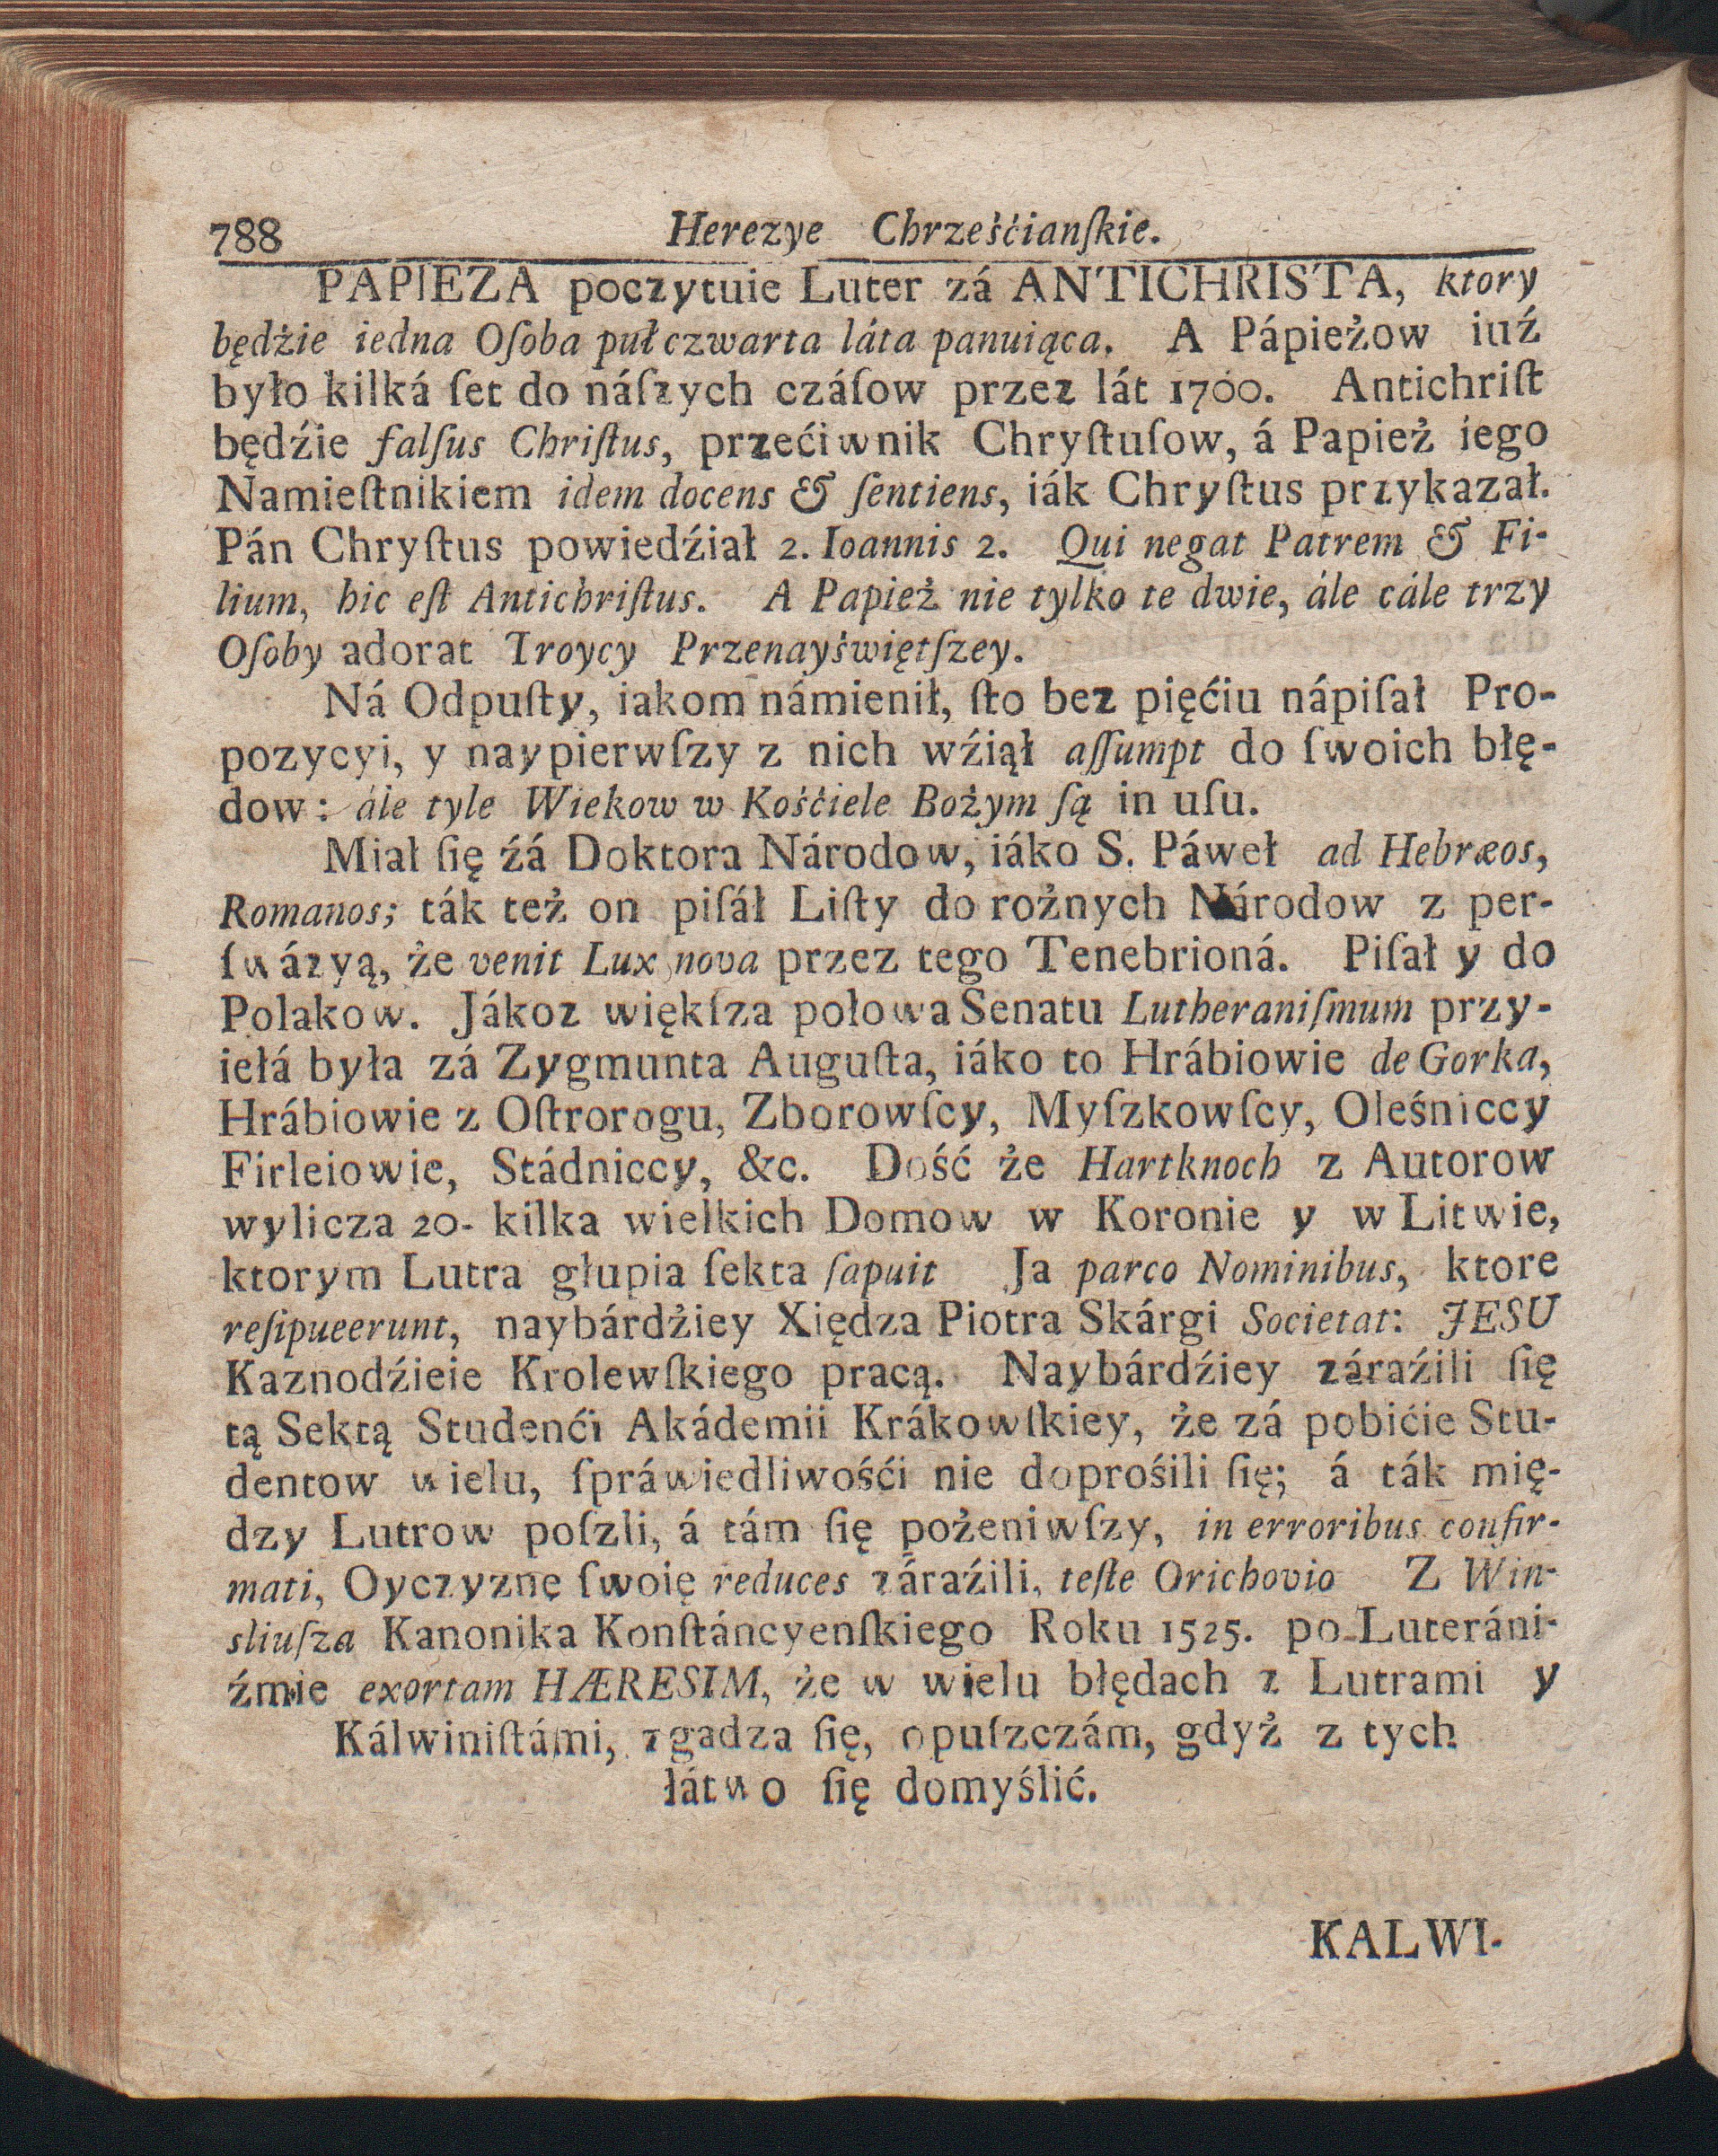 788 Herezye Chrześćianſkie.
PAPIEZA poczytuie Luter zá ANTICHRISTA, ktory
będżie iedna Oſoba puł czwarta láta panuiąca. A Pápieżow iuź
było kilká ſet do náſzych czáſow przez lát 1700. Antichriſt
będźie falſus Chriſtus, przećiwnik Chryſtuſow, á Papież iego
Namieſtnikiem idem docens & ſentiens, iák Chryſtus przykazał.
Pán Chryſtus powiedźiał 2. Ioannis 2. Qui negat Patrem & Fi-
lium, hic eſt Antichriſtus. A Papież nie tylko te dwie, ále cále trzy
Oſoby adorat Troycy Przenayświętſzey.
Ná Odpuſty, iakom námienił, ſto bez pięćiu nápiſał Pro-
pozycyi, y naypierwſzy z nich wźiął aſſumpt do ſwoich błę-
dow: ále tyle Wiekow w Kośćiele Bożym ſą in uſu.
Miał ſię źá Doktora Národow, iáko S. Páweł ad Hebræos,
Romanos; ták też on piſáł Liſty do rożnych Národow z per-
ſwázyą, że venit Lux nova przez tego Tenebrioná. Piſał y do
Polakow. Jákoz więkſza połowa Senatu Lutheraniſmum przy-
iełá była zá Zygmunta Auguſta, iáko to Hrábiowie de Gorka,
Hrábiowie z Oſtrorogu, Zborowſcy, Myſzkowſcy, Oleśniccy
Firleiowie, Stádniccy, &c. Dość że Hartknoch z Autorow
wylicza 20- kilka wielkich Domow w Koronie y w Litwie,
ktorym Lutra głupia ſekta ſapuit Ja parco Nominibus, ktore
reſipueerunt, naybárdżiey Xiędza Piotra Skárgi Societat: JESU
Kaznodźieie Krolewſkiego pracą. Naybárdźiey záraźili ſię
tą Sektą Studenći Akádemii Krákowſkiey, że zá pobićie Stu-
dentow wielu, ſpráwiedliwośći nie doprośili ſię; á ták mię-
dzy Lutrow poſzli, á tám ſię pożeniwſzy, in erroribus confir-
mati, Oyczyznę ſwoię reduces záraźili, teſte Orichovio Z Win-
sliuſza Kanonika Konſtáncyenſkiego Roku 1525. po Luteráni-
źmie exortam HÆRESIM, że w wielu błędach z Lutrami y
Kálwiniſtámi, zgadza ſię, opuſzczám, gdyż z tych
łátwo ſię domyślić.
KALWI-